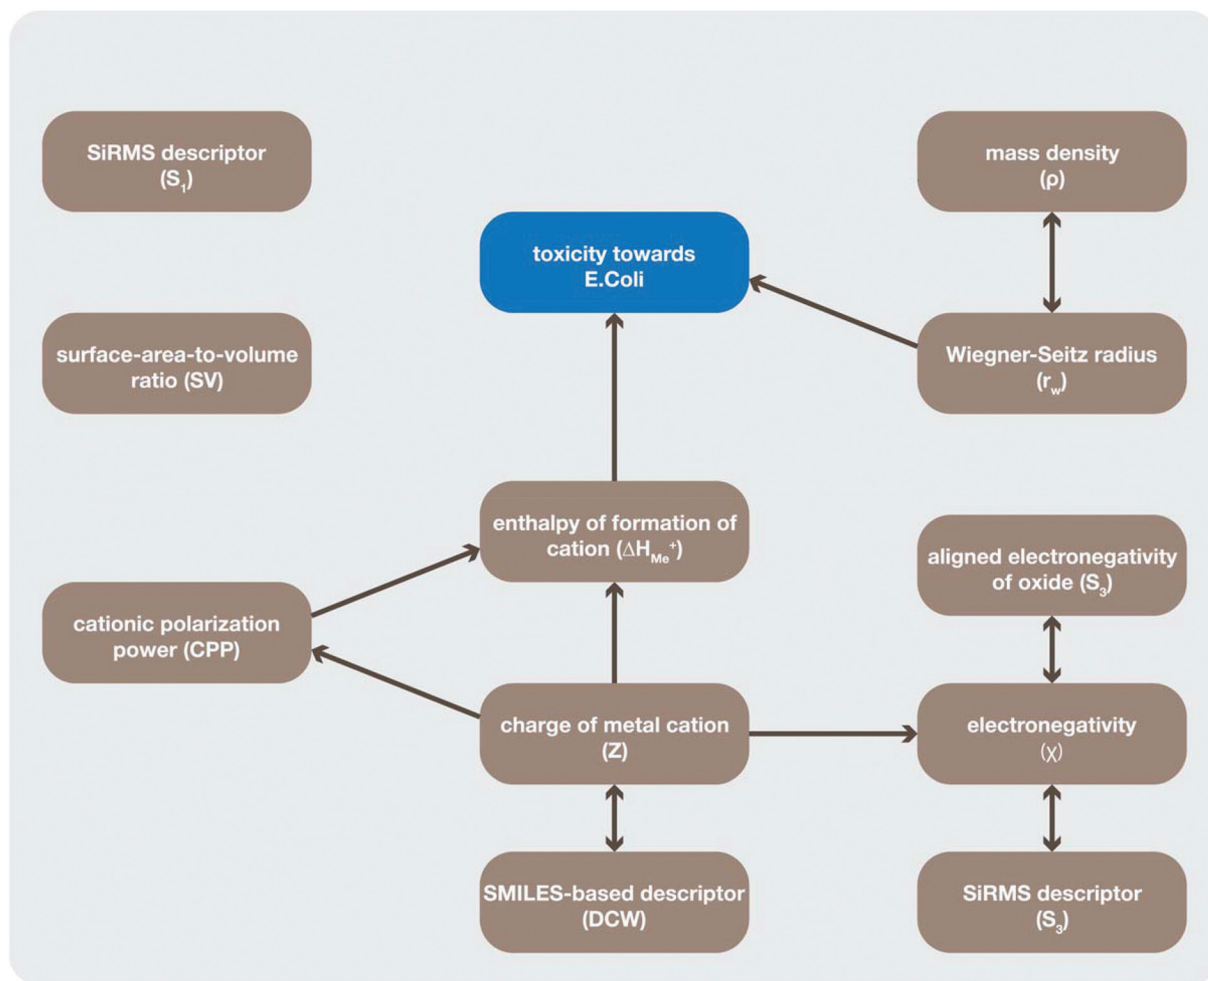 SiRMS descriptor
(S₁)
mass density
(ρ)
toxicity towards
E.Coli
surface-area-to-volume
ratio (SV)
Wiegner-Seitz radius
(r_w)
enthalpy of formation of
cation (ΔH_Me⁺)
aligned electronegativity
of oxide (S₃)
cationic polarization
power (CPP)
charge of metal cation
(Z)
electronegativity
(χ)
SMILES-based descriptor
(DCW)
SiRMS descriptor
(S₃)